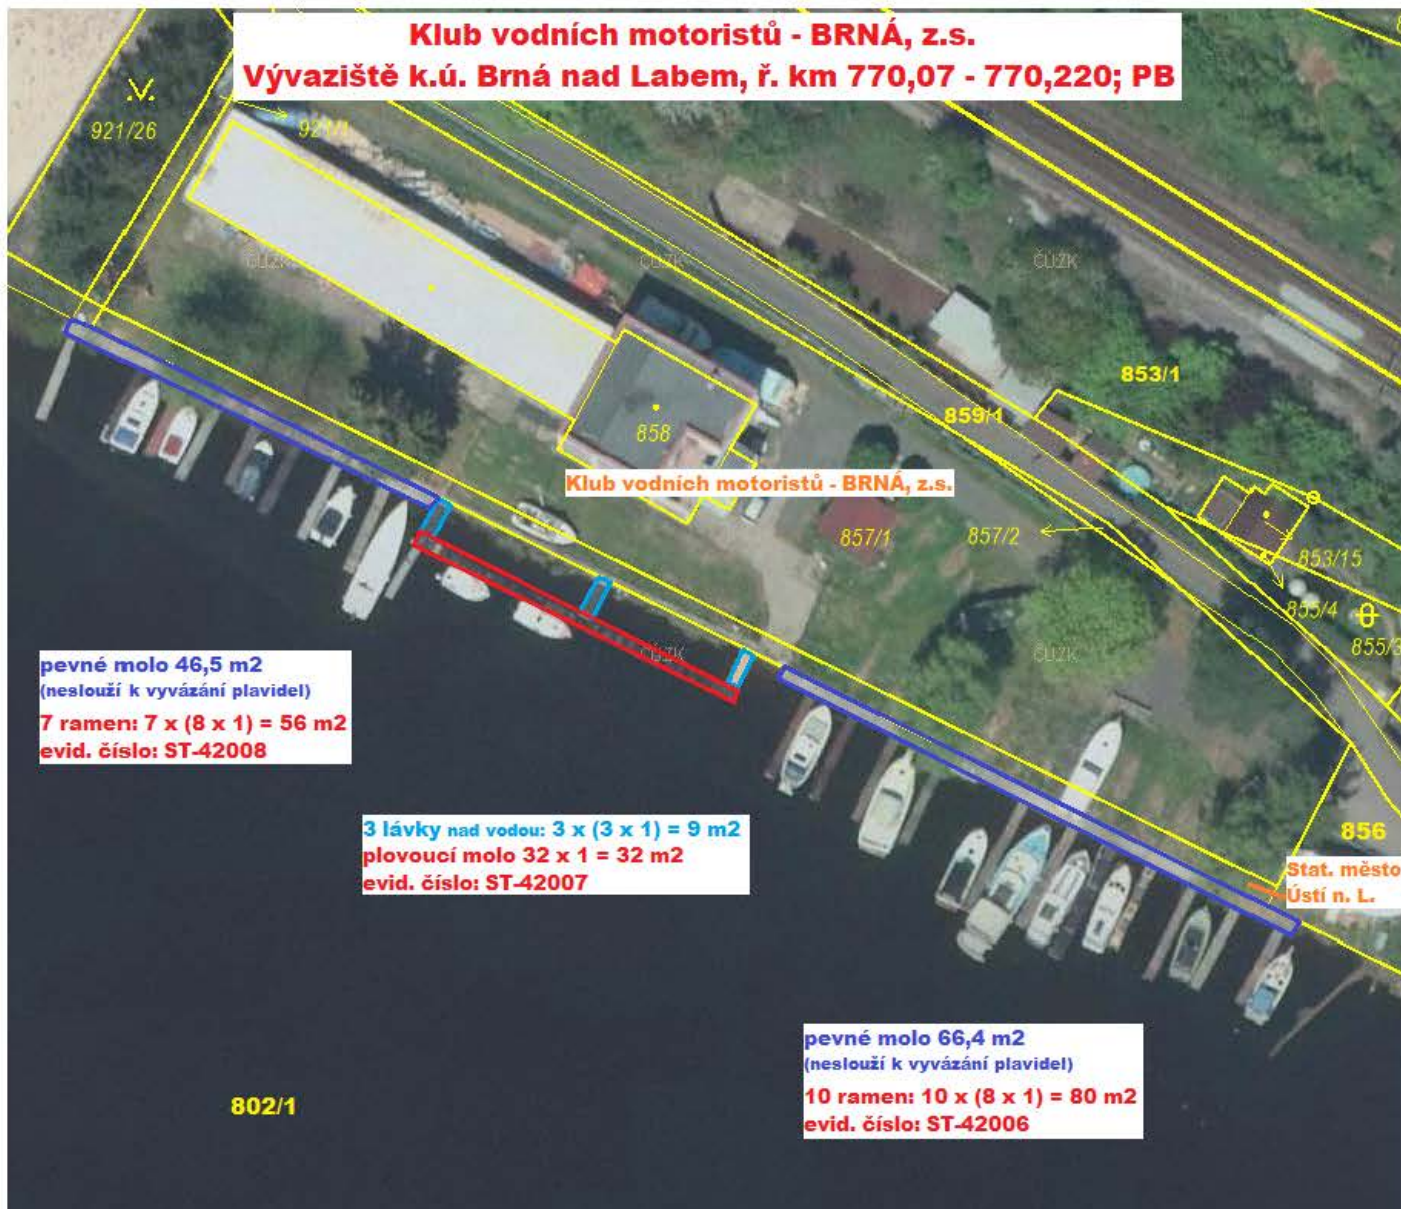 Klub vodních motoristů - BRNÁ, z.s.
Vývaziště k.ú. Brná nad Labem, ř. km 770,07 - 770,220; PB
921/26
921/1
ČÚZK
ČÚZK
ČÚZK
853/1
859/1
858
Klub vodních motoristů - BRNÁ, z.s.
857/1
857/2
853/15
855/4
855/3
ČÚZK
ČÚZK
pevné molo 46,5 m2
(neslouží k vyvázání plavidel)
7 ramen: 7 x (8 x 1) = 56 m2
evid. číslo: ST-42008
3 lávky nad vodou: 3 x (3 x 1) = 9 m2
plovoucí molo 32 x 1 = 32 m2
evid. číslo: ST-42007
856
Stat. město
Ústí n. L.
pevné molo 66,4 m2
(neslouží k vyvázání plavidel)
10 ramen: 10 x (8 x 1) = 80 m2
evid. číslo: ST-42006
802/1